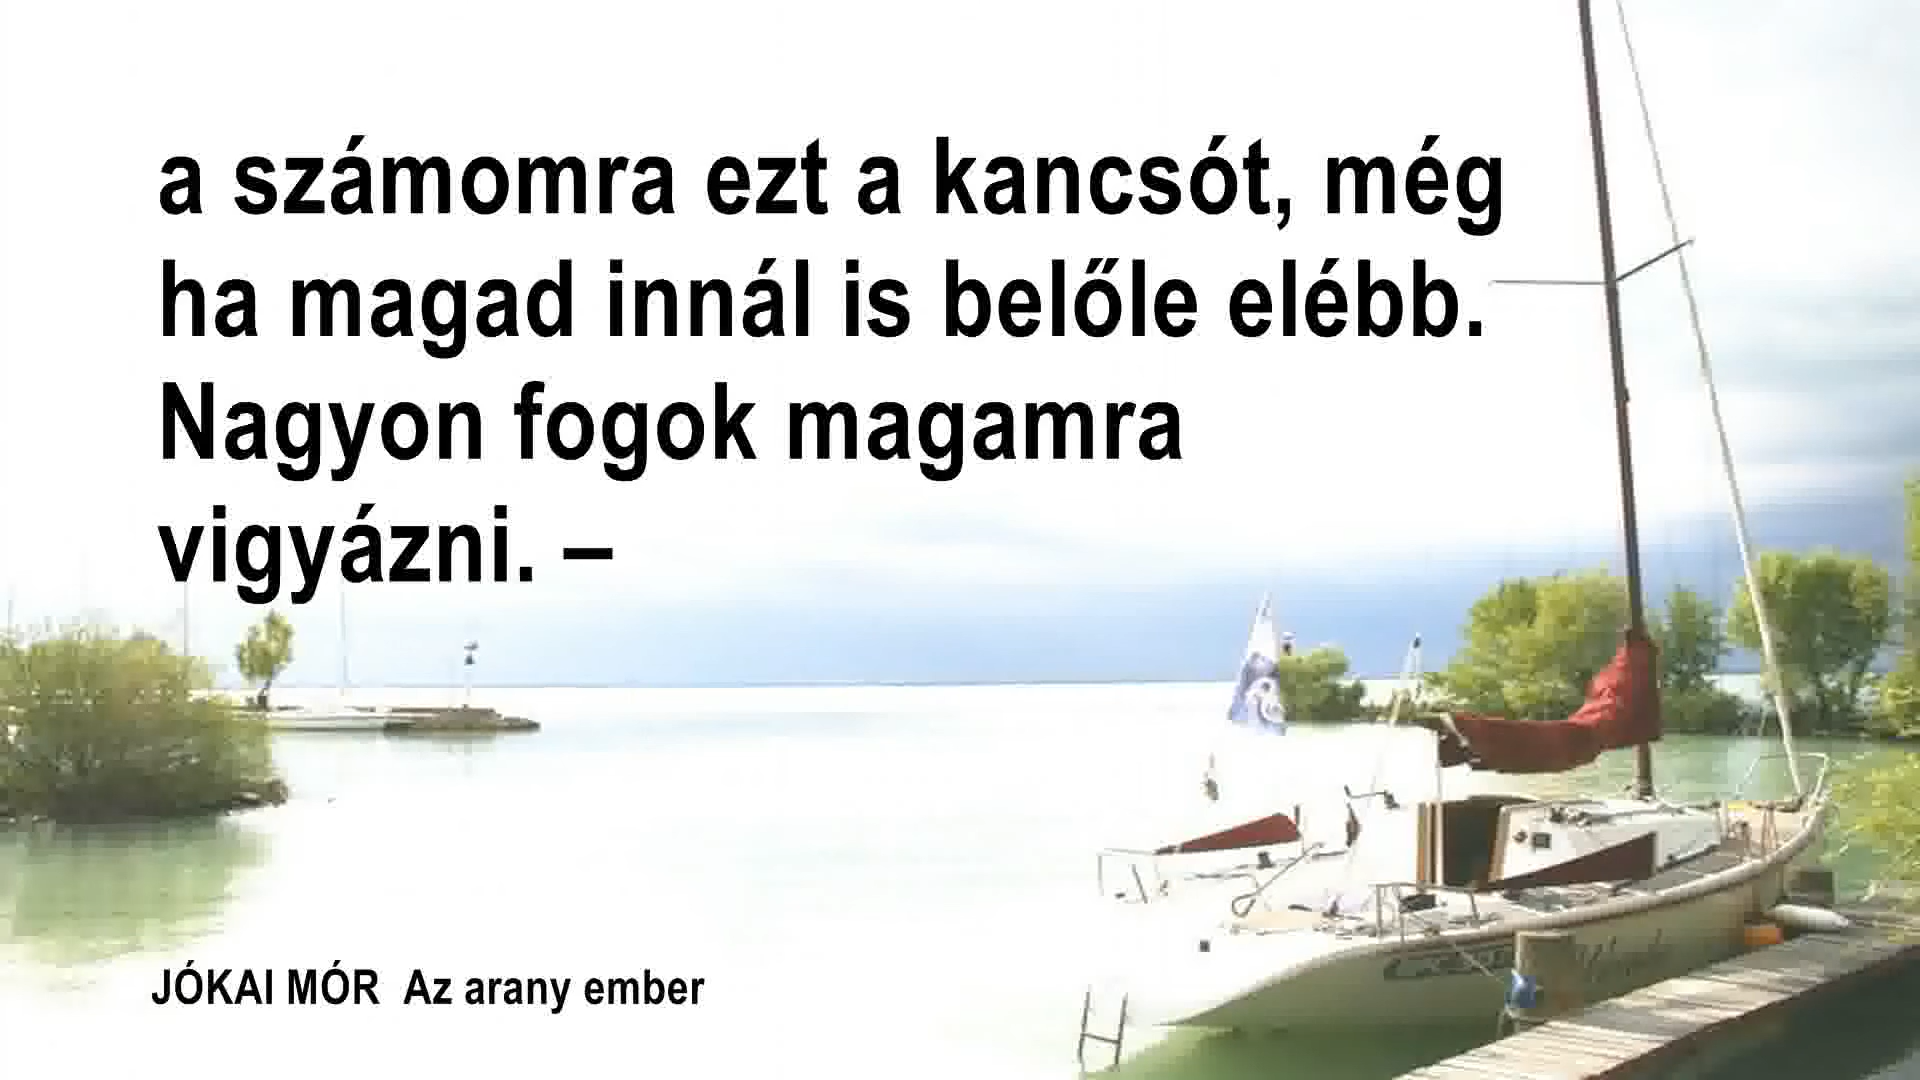 a számomra ezt a kancsót, még
ha magad innál is belőle elébb.
Nagyon fogok magamra
vigyázni. –
JÓKAI MÓR Az arany ember